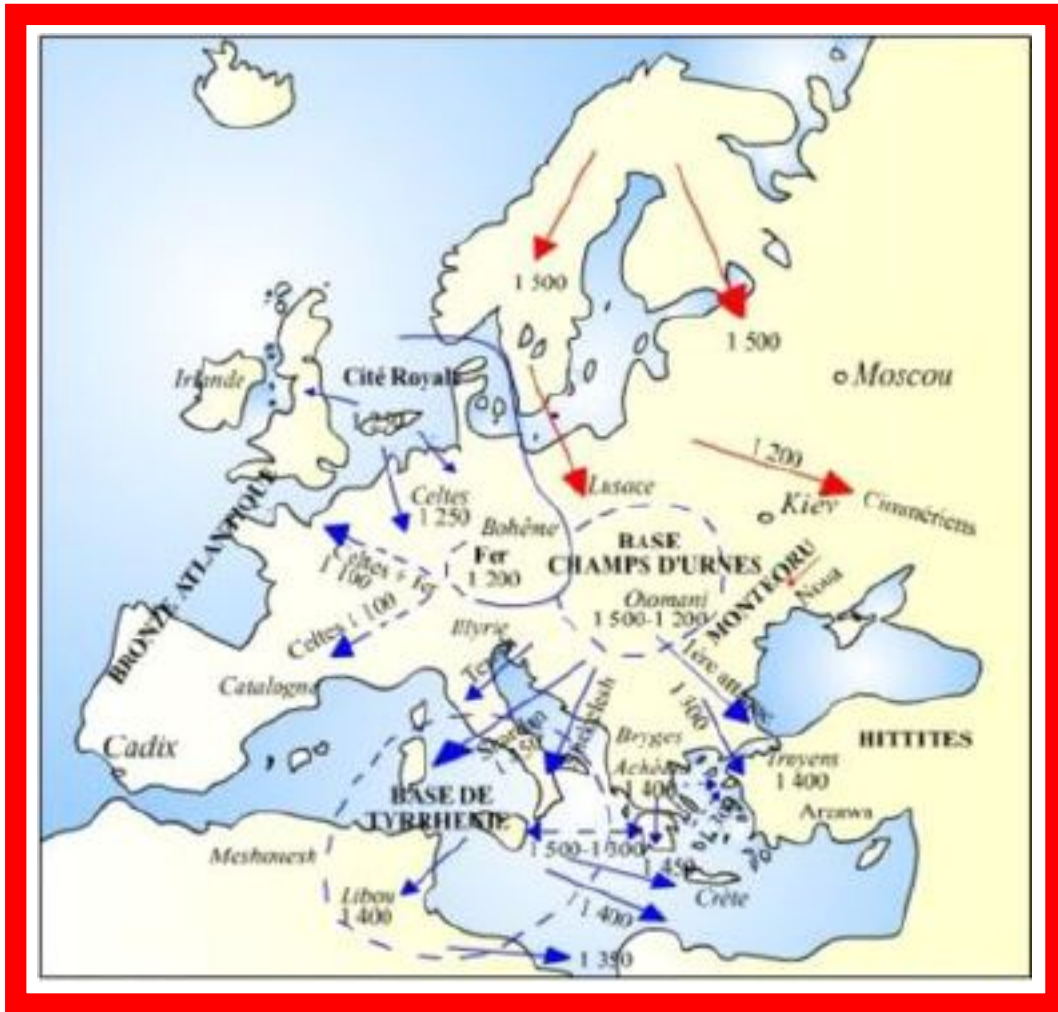 1 500
1 500
Irlande
Cité Royale
Moscou
1 200
Lusace
Cimmériens
Celtes
1 250
Kiev
Bohême
BASE
CHAMPS D'URNES
BRONZE ATLANTIQUE
Fer
1 200
Celtes + Fer
1 100
MONTEORU
Noua
1 500-1 200
Celtes 1 100
Illyrie
1ère
1 300
Catalogne
Bryges
Cadix
HITTITES
Troyens
1 400
1 400
Arzawa
BASE DE
TYRRHENIE
Meshouesh
1 500-1 300
1 450
Crète
Libou
1 400
1 400
1 350